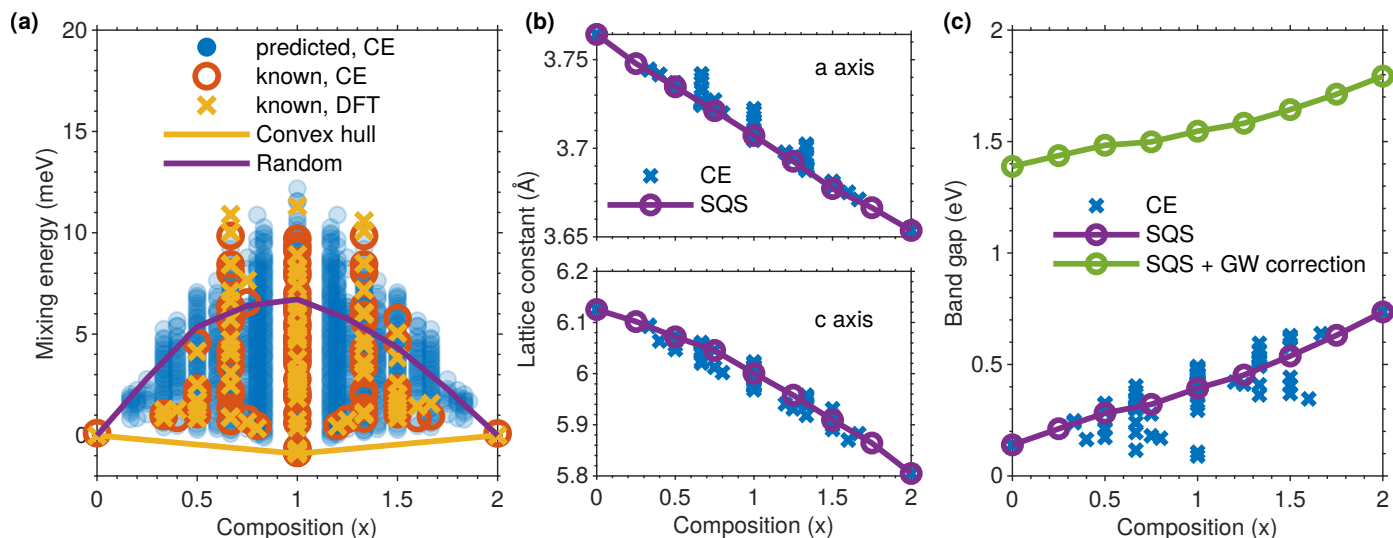 (a)
20
15
10
5
0
Mixing energy (meV)
predicted, CE
known, CE
known, DFT
Convex hull
Random
0 0.5 1 1.5 2
Composition (x)
(b)
3.75
3.7
3.65
a axis
CE
SQS
Lattice constant (Å)
6.2
6.1
6
5.9
5.8
c axis
0 0.5 1 1.5 2
Composition (x)
(c)
2
1.5
1
0.5
0
Band gap (eV)
CE
SQS
SQS + GW correction
0 0.5 1 1.5 2
Composition (x)